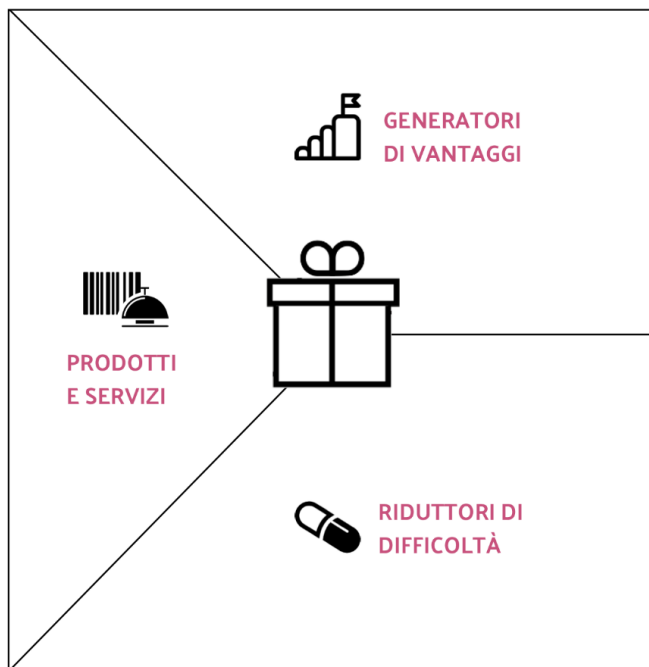 GENERATORI
DI VANTAGGI
PRODOTTI
E SERVIZI
RIDUTTORI DI
DIFFICOLTÀ